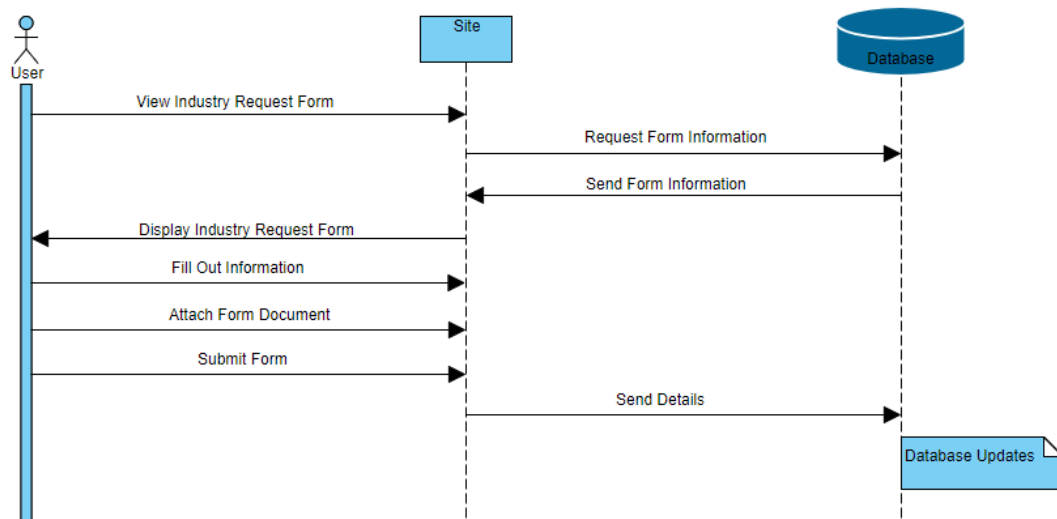 Site
Database
User
View Industry Request Form
Request Form Information
Send Form Information
Display Industry Request Form
Fill Out Information
Attach Form Document
Submit Form
Send Details
Database Updates